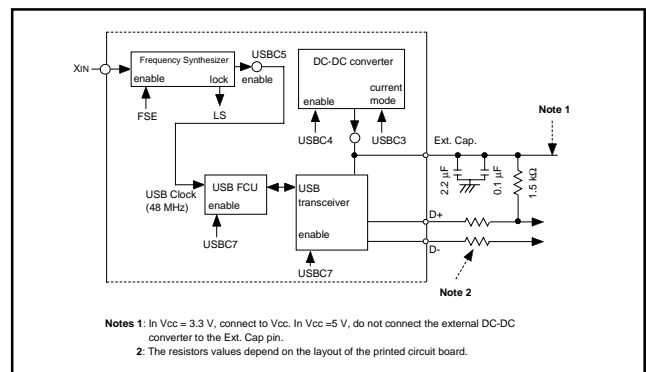 Frequency Synthesizer
enable
lock
XIN
FSE
LS
USBC5
enable
DC-DC converter
current
enable
mode
USBC4
USBC3
Ext. Cap.
Note 1
2.2 µF
0.1 µF
1.5 kΩ
USB Clock
(48 MHz)
USB FCU
enable
USBC7
USB
transceiver
enable
USBC7
D+
D-
Note 2
Notes 1: In Vcc = 3.3 V, connect to Vcc. In Vcc =5 V, do not connect the external DC-DC
converter to the Ext. Cap pin.
2: The resistors values depend on the layout of the printed circuit board.